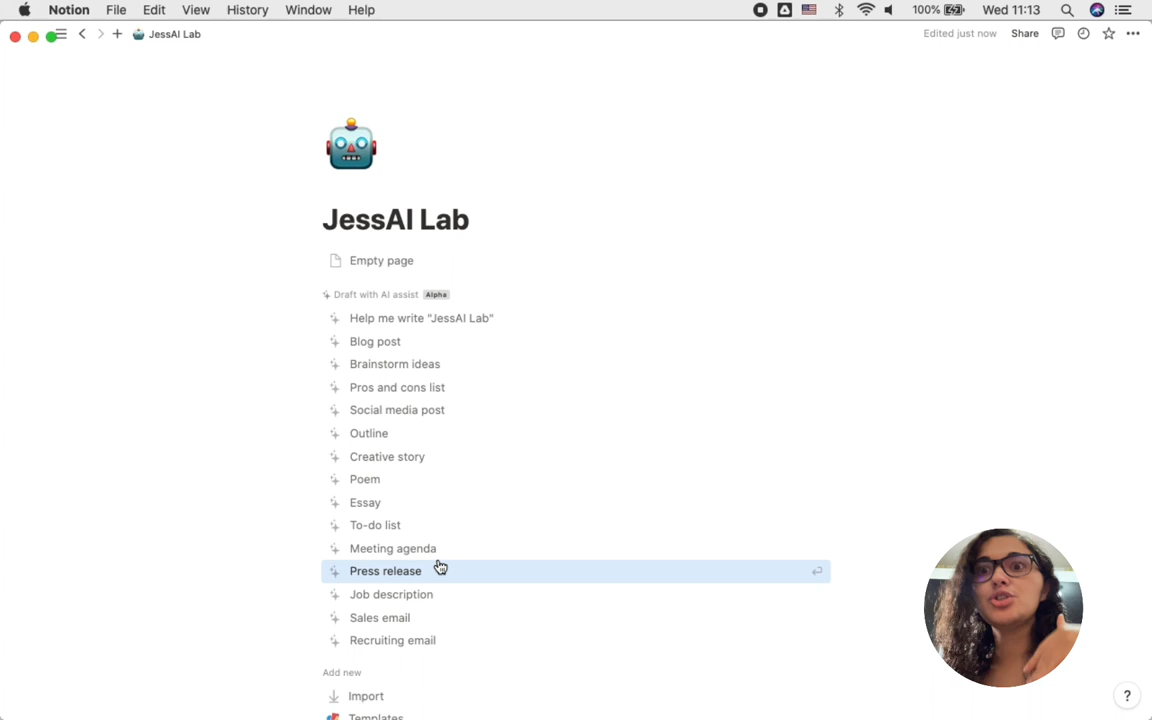 Notion File Edit View History Window Help 100% Wed 11:13
JessAI Lab Edited just now Share
JessAI Lab
Empty page
Draft with AI assist Alpha
Help me write "JessAI Lab"
Blog post
Brainstorm ideas
Pros and cons list
Social media post
Outline
Creative story
Poem
Essay
To-do list
Meeting agenda
Press release
Job description
Sales email
Recruiting email
Add new
Import
Templates
?